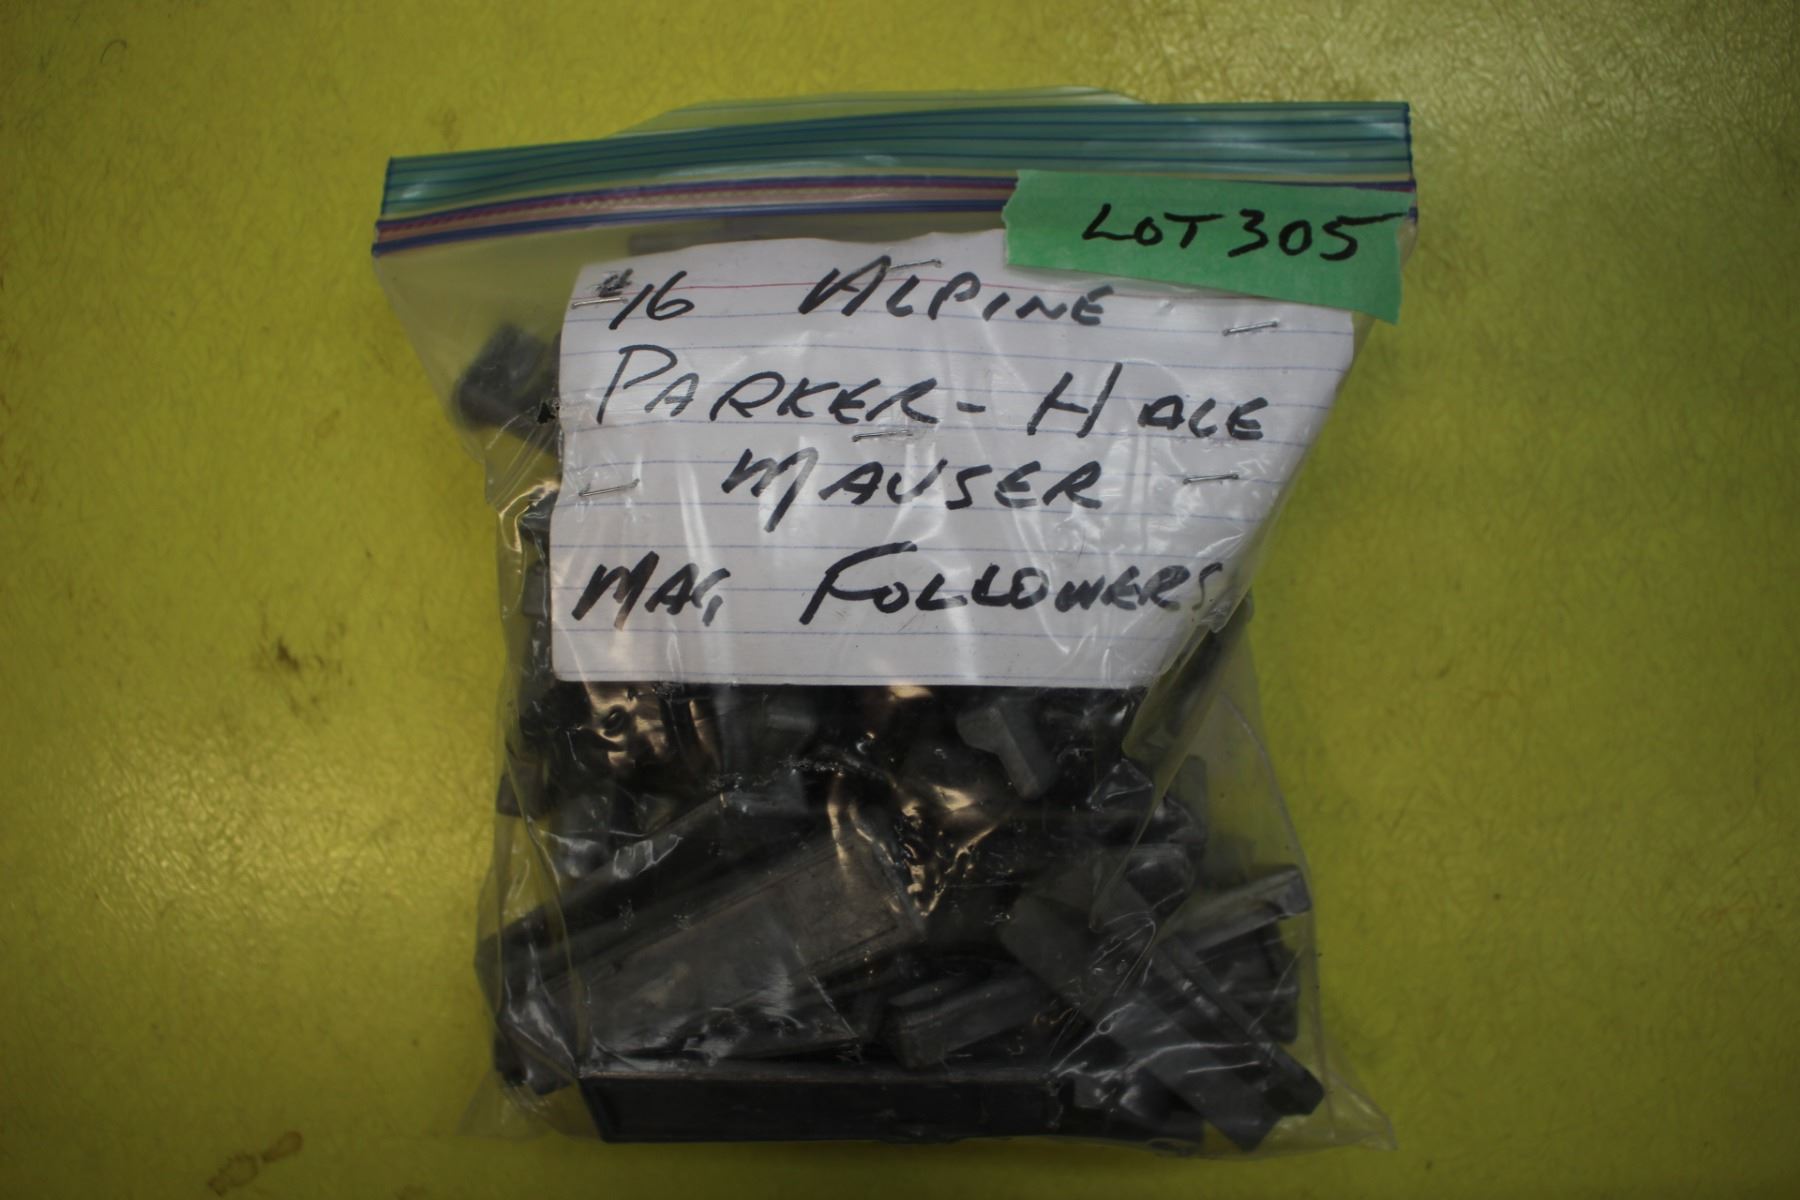 LOT 305
#16 ALPINE
PARKER-HALE
MAUSER
MAG FOLLOWERS